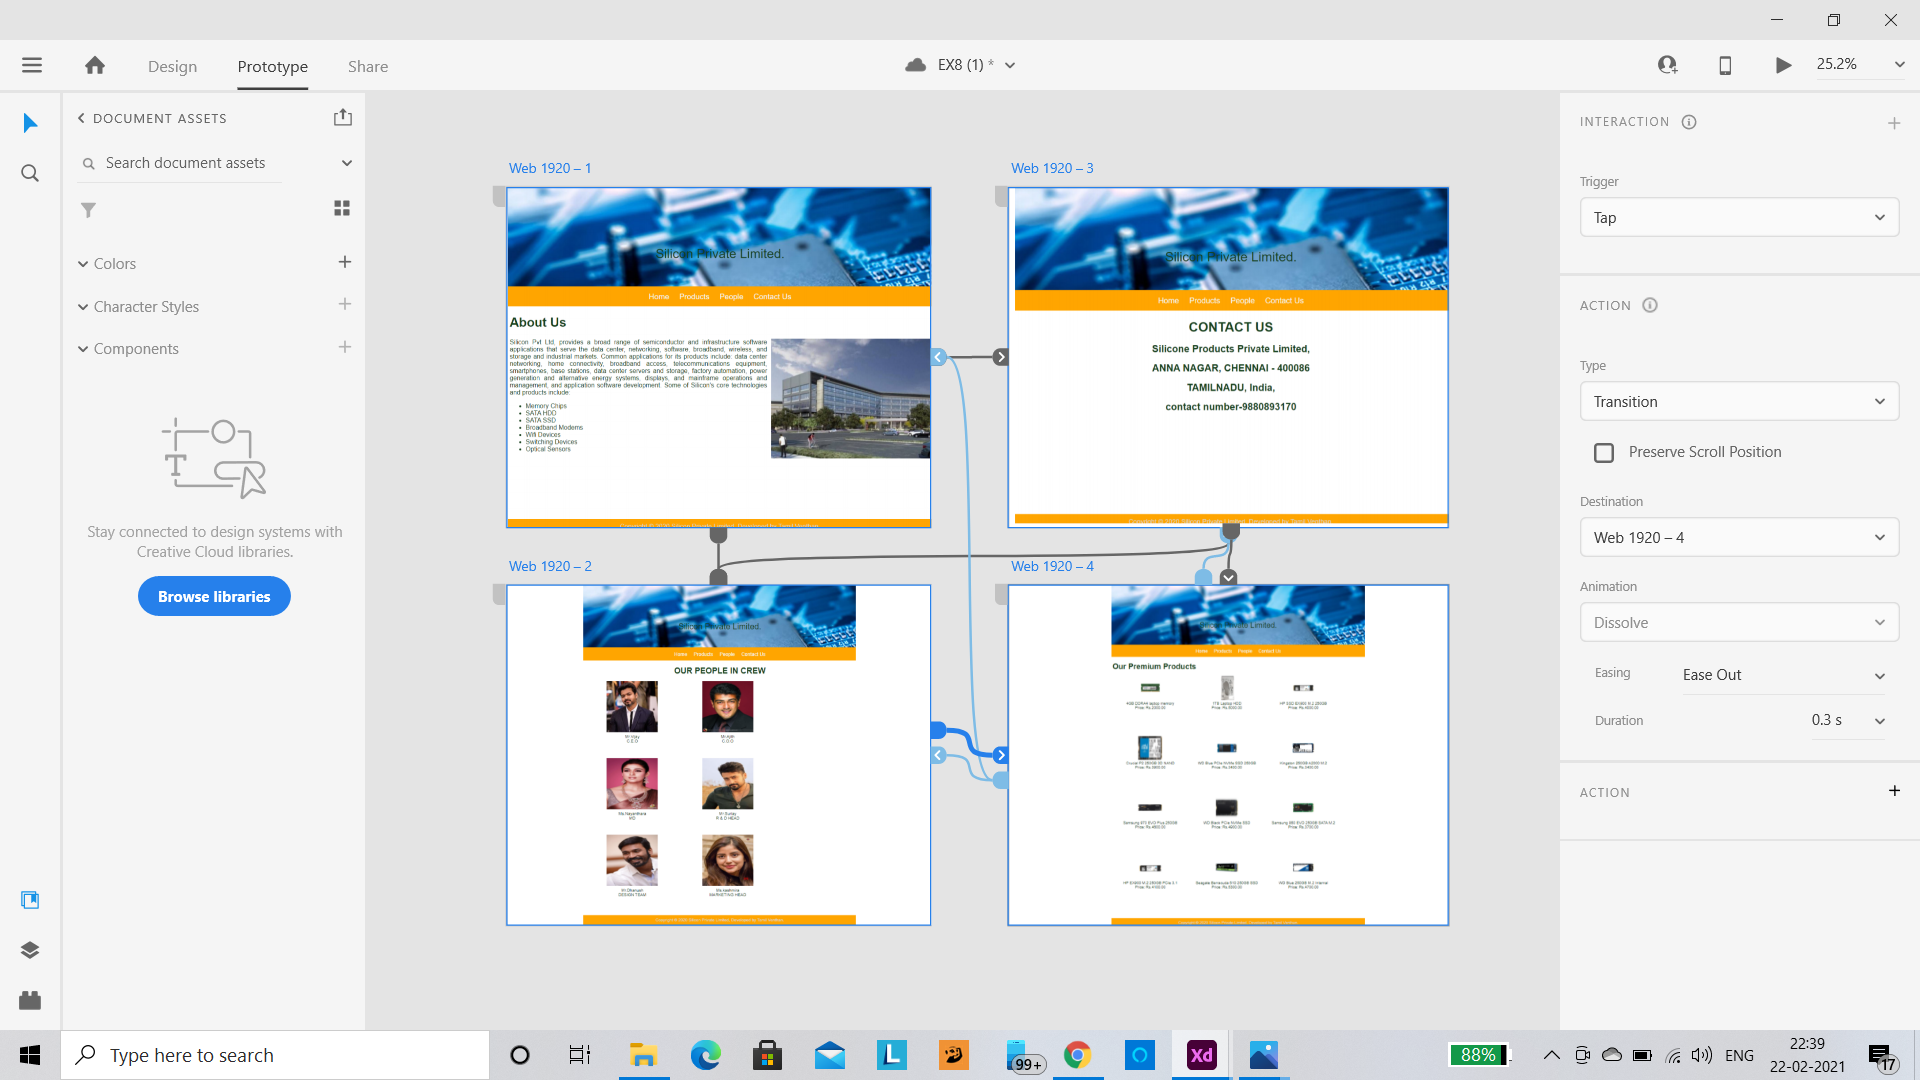 Design
Prototype
Share
EX8 (1) *
25.2%
DOCUMENT ASSETS
Search document assets
Colors
Character Styles
Components
Stay connected to design systems with
Creative Cloud libraries.
Browse libraries
Web 1920 – 1
Silicon Private Limited.
Home Products People Contact Us
About Us
Silicon Pvt Ltd, provides a broad range of semiconductor and infrastructure software
applications that serve the data center, networking, software, broadband, wireless, and
storage and industrial markets. Common applications for its products include: data center
networking, home connectivity, broadband access, telecommunications equipment,
smartphones, base stations, data center servers and storage, factory automation, power
generation and alternative energy systems, displays, and mainframe operations and
management, and application software development. Some of Silicon's core technologies
and products include:
Memory Chips
SATA HDD
SATA SSD
Broadband Modems
Wifi Devices
Switching Devices
Optical Sensors
Web 1920 – 3
Silicon Private Limited.
Home Products People Contact Us
CONTACT US
Silicone Products Private Limited,
ANNA NAGAR, CHENNAI - 400086
TAMILNADU, India,
contact number-9880893170
Web 1920 – 2
Silicon Private Limited.
Home Products People Contact Us
OUR PEOPLE IN CREW
DESIGN TEAM
MARKETING HEAD
Web 1920 – 4
Silicon Private Limited.
Home Products People Contact Us
Our Premium Products
INTERACTION
Trigger
Tap
ACTION
Type
Transition
Preserve Scroll Position
Destination
Web 1920 – 4
Animation
Dissolve
Easing
Ease Out
Duration
0.3 s
ACTION
Type here to search
L
99+
Xd
88%
ENG
22:39
22-02-2021
17